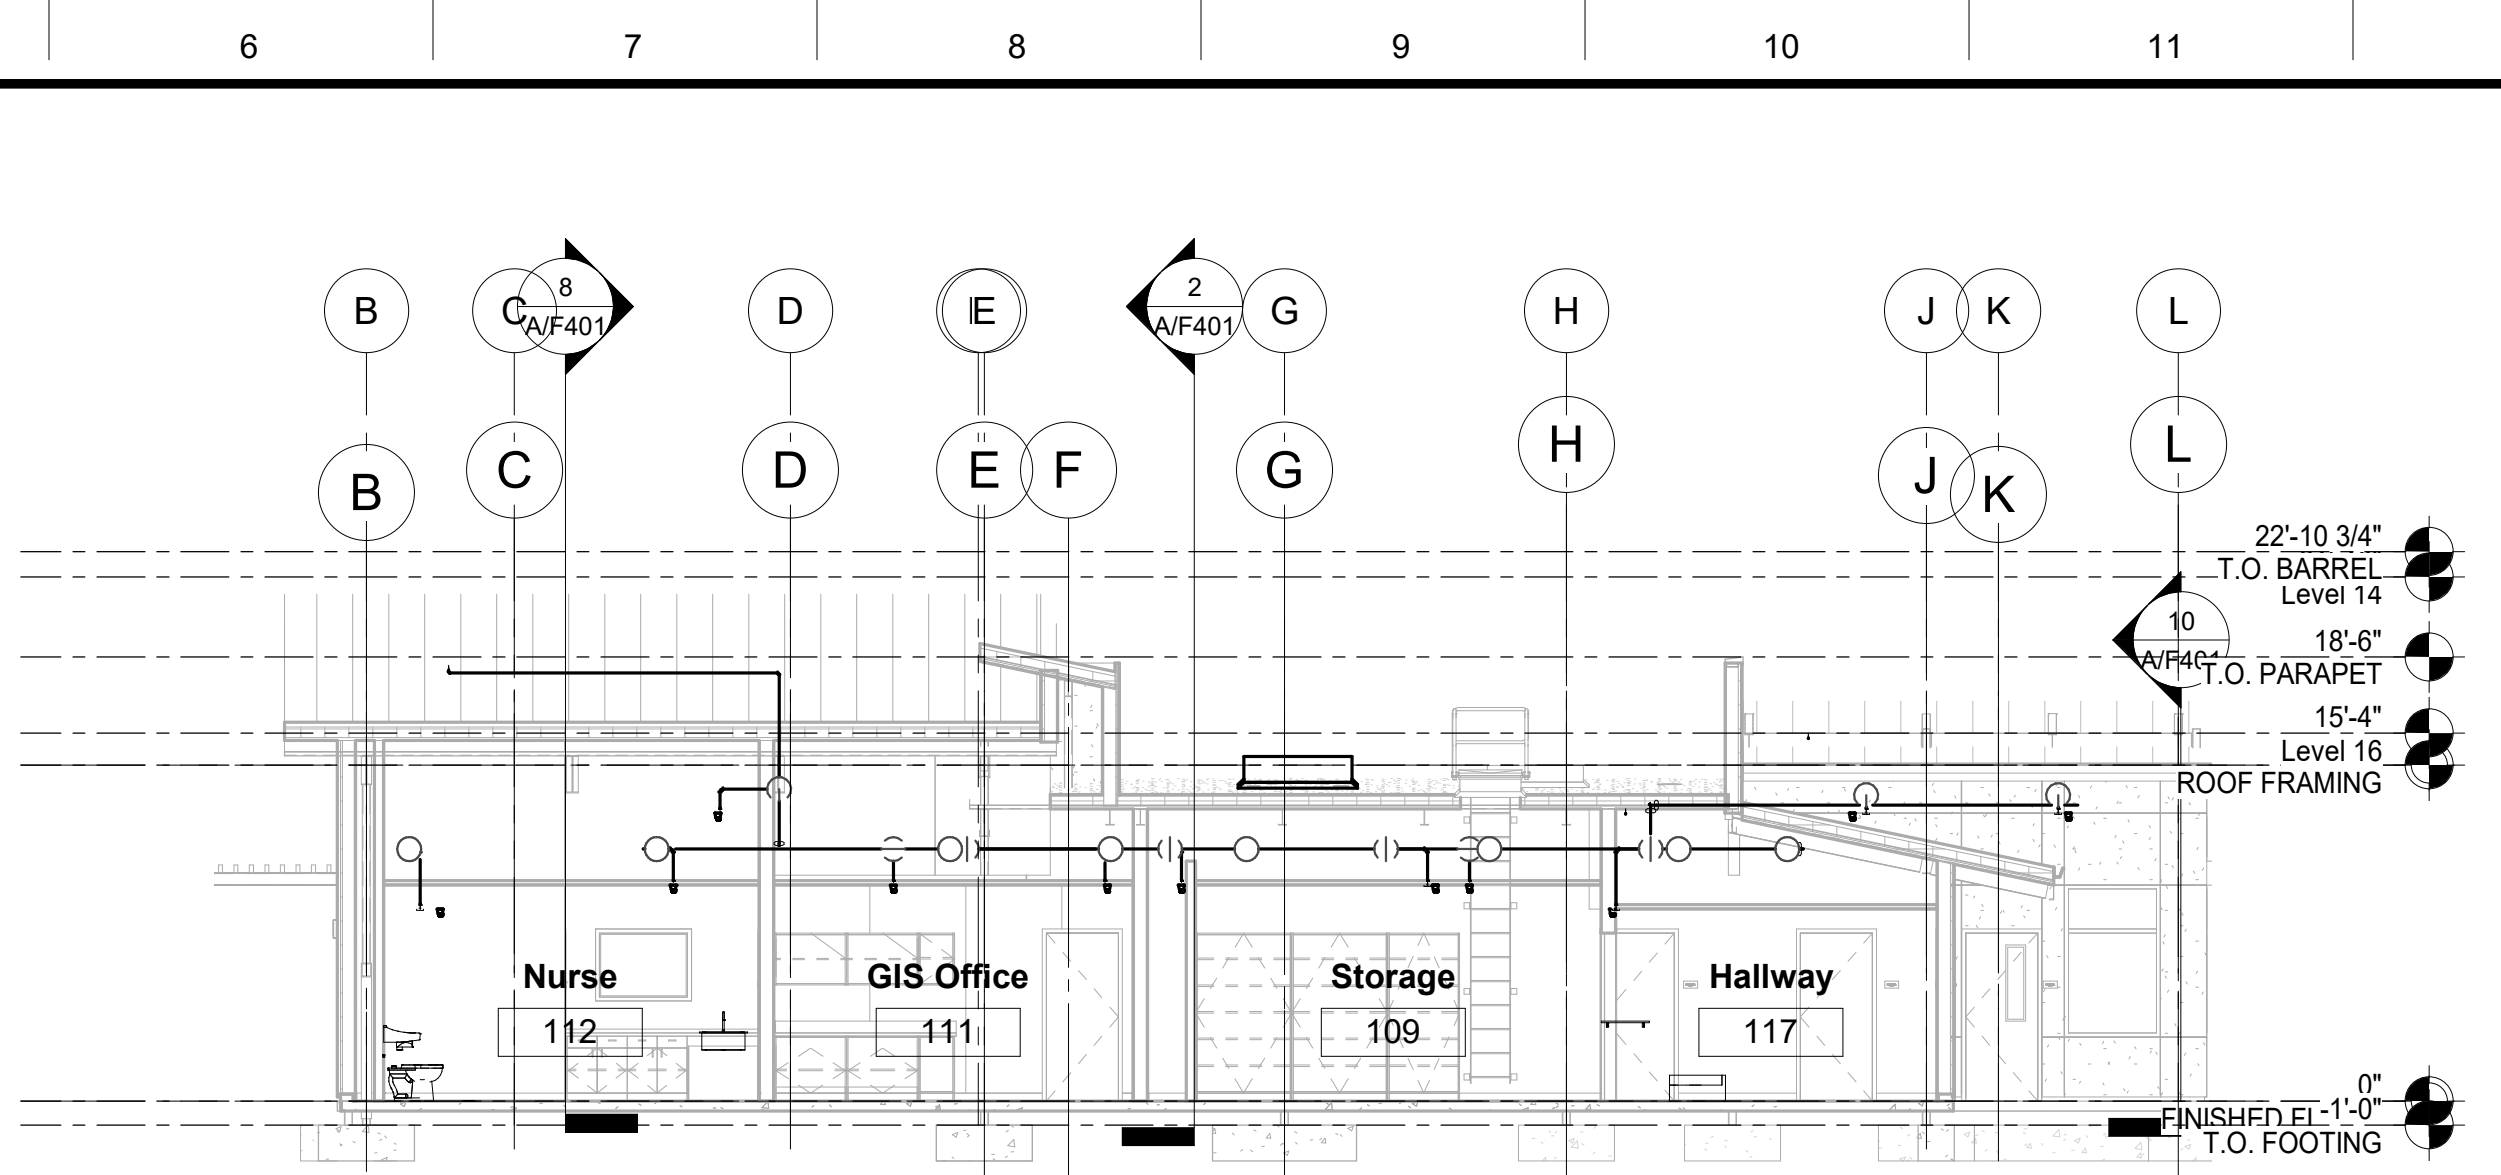 6 7 8 9 10 11
B C 8 D E 2 G H J K L
A/F401 A/F401
B C D E F G H J K L
22'-10 3/4"
T.O. BARREL
Level 14
10
18'-6"
T.O. PARAPET
15'-4"
Level 16
ROOF FRAMING
Nurse GIS Office Storage Hallway
112 111 109 117
0"
-1'-0"
T.O. FOOTING